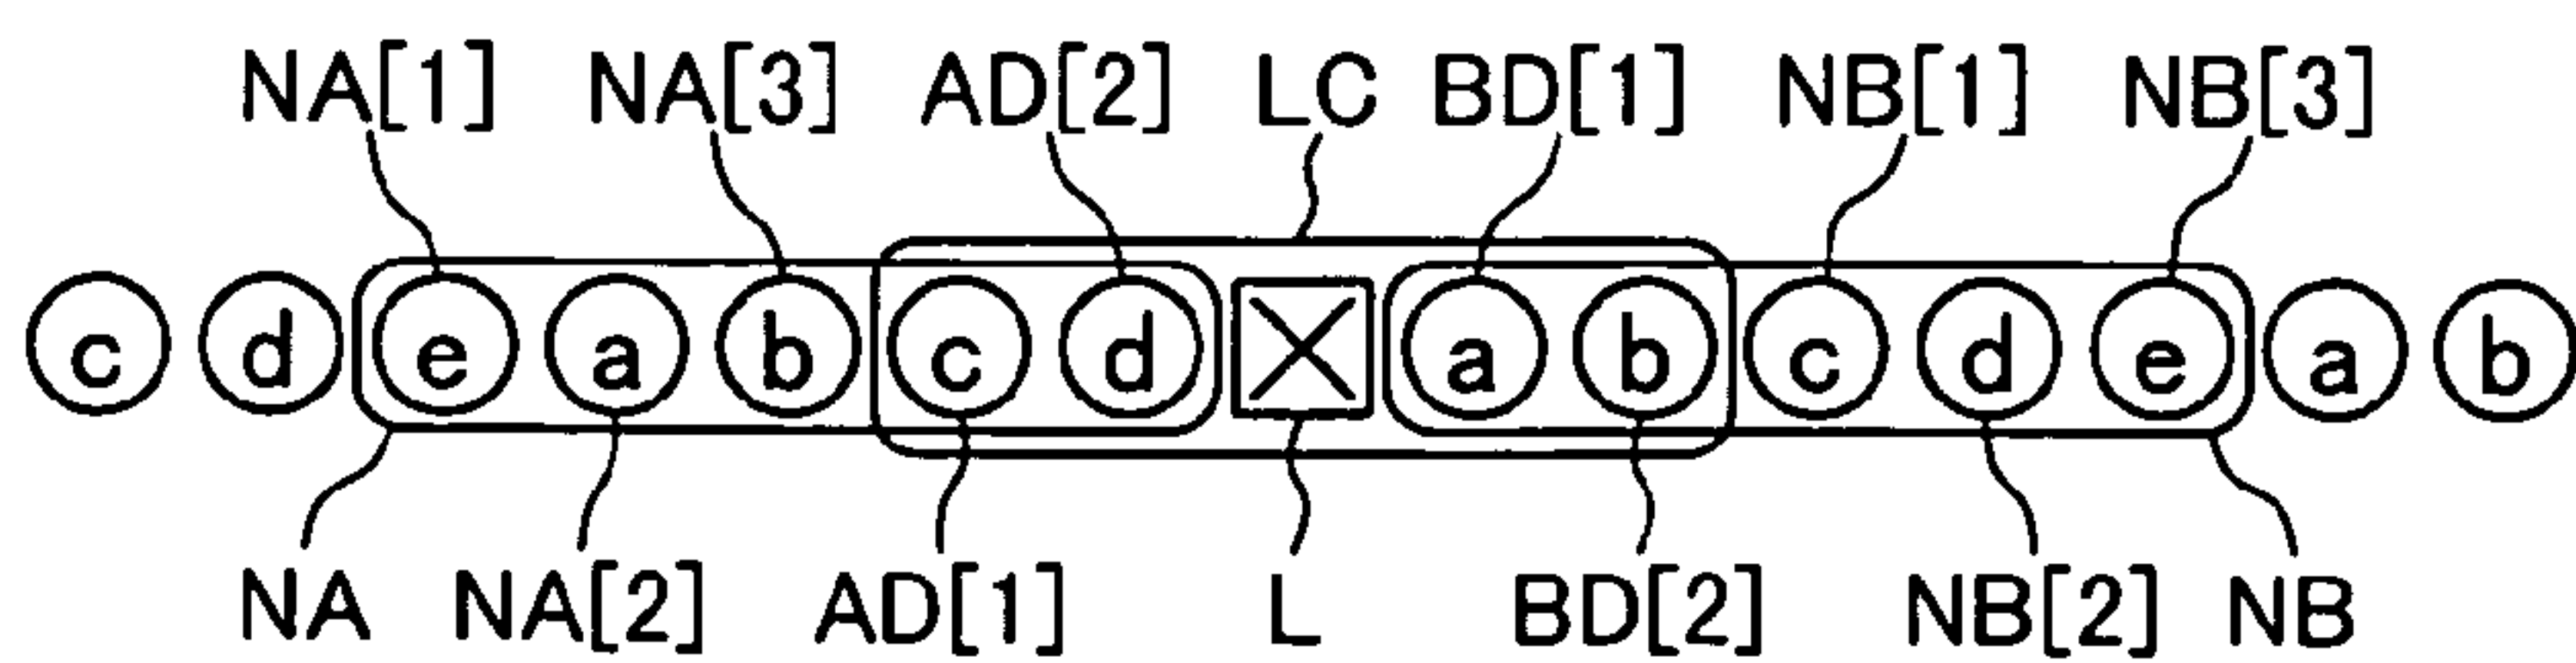 NA[1] NA[3] AD[2] LC BD[1] NB[1] NB[3]
c d e a b c d a b c d e a b
NA NA[2] AD[1] L BD[2] NB[2] NB